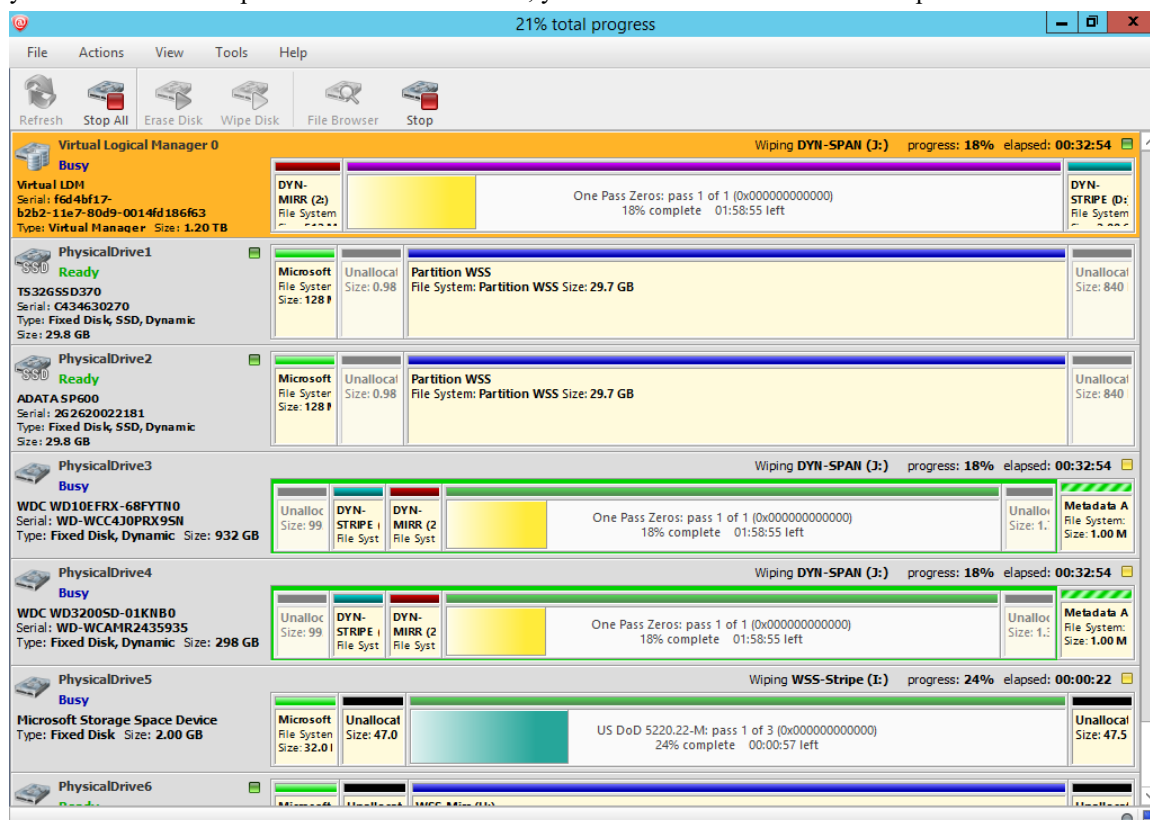 21% total progress
File Actions View Tools Help
Refresh Stop All Erase Disk Wipe Disk File Browser Stop
Virtual Logical Manager 0
Busy
Virtual LDM
Serial: f6d4bf17-
b2b2-11e7-80d9-0014fd186f63
Type: Virtual Manager Size: 1.20 TB
Wiping DYN-SPAN (J:) progress: 18% elapsed: 00:32:54
DYN-
MIRR (2:)
File System
One Pass Zeros: pass 1 of 1 (0x000000000000)
18% complete 01:58:55 left
DYN-
STRIPE (D:
File System
PhysicalDrive1
SSD
Ready
TS32GSSD370
Serial: C434630270
Type: Fixed Disk, SSD, Dynamic
Size: 29.8 GB
Microsoft
File System
Size: 128 M
Unallocat
Size: 0.98
Partition WSS
File System: Partition WSS Size: 29.7 GB
Unallocat
Size: 840
PhysicalDrive2
SSD
Ready
ADATA SP600
Serial: 2G2620022181
Type: Fixed Disk, SSD, Dynamic
Size: 29.8 GB
Microsoft
File System
Size: 128 M
Unallocat
Size: 0.98
Partition WSS
File System: Partition WSS Size: 29.7 GB
Unallocat
Size: 840
PhysicalDrive3
Busy
WDC WD10EFRX-68FYTN0
Serial: WD-WCC4J0PRX9SN
Type: Fixed Disk, Dynamic Size: 932 GB
Wiping DYN-SPAN (J:) progress: 18% elapsed: 00:32:54
Unalloc
Size: 99
DYN-
STRIPE (
File Syst
DYN-
MIRR (2
File Syst
One Pass Zeros: pass 1 of 1 (0x000000000000)
18% complete 01:58:55 left
Unalloc
Size: 1.
Metadata A
File System:
Size: 1.00 M
PhysicalDrive4
Busy
WDC WD3200SD-01KNB0
Serial: WD-WCAMR2435935
Type: Fixed Disk, Dynamic Size: 298 GB
Wiping DYN-SPAN (J:) progress: 18% elapsed: 00:32:54
Unalloc
Size: 99
DYN-
STRIPE (
File Syst
DYN-
MIRR (2
File Syst
One Pass Zeros: pass 1 of 1 (0x000000000000)
18% complete 01:58:55 left
Unalloc
Size: 1.
Metadata A
File System:
Size: 1.00 M
PhysicalDrive5
Busy
Microsoft Storage Space Device
Type: Fixed Disk Size: 2.00 GB
Wiping WSS-Stripe (I:) progress: 24% elapsed: 00:00:22
Microsoft
File System
Size: 32.0
Unallocat
Size: 47.0
US DoD 5220.22-M: pass 1 of 3 (0x000000000000)
24% complete 00:00:57 left
Unallocat
Size: 47.5
PhysicalDrive6